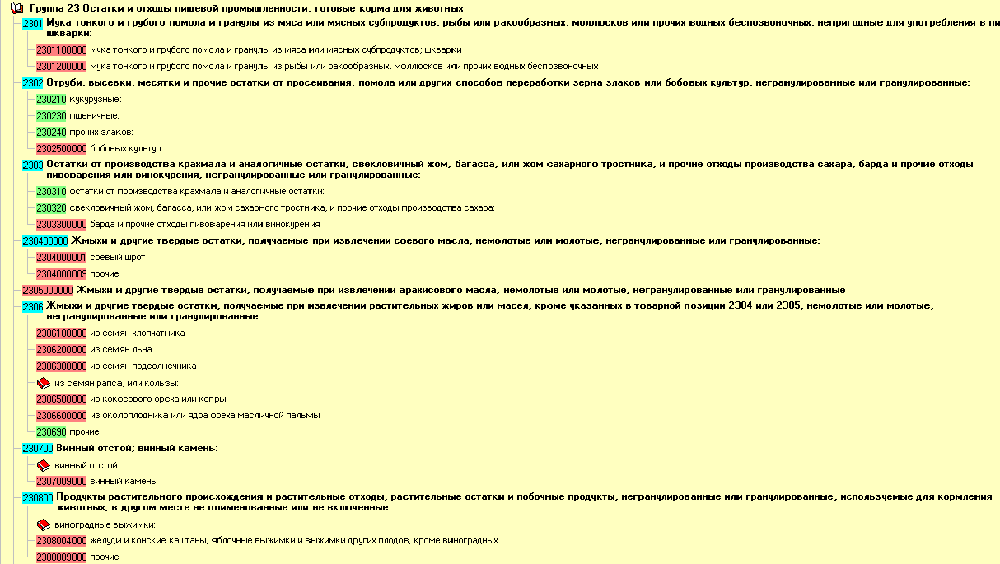 Группа 23 Остатки и отходы пищевой промышленности; готовые корма для животных
2301 Мука тонкого и грубого помола и гранулы из мяса или мясных субпродуктов, рыбы или ракообразных, моллюсков или прочих водных беспозвоночных, непригодные для употребления в пи
шкварки:
2301100000 мука тонкого и грубого помола и гранулы из мяса или мясных субпродуктов; шкварки
2301200000 мука тонкого и грубого помола и гранулы из рыбы или ракообразных, моллюсков или прочих водных беспозвоночных
2302 Отруби, высевки, месятки и прочие остатки от просеивания, помола или других способов переработки зерна злаков или бобовых культур, негранулированные или гранулированные:
230210 кукурузные:
230230 пшеничные:
230240 прочих злаков:
2302500000 бобовых культур
2303 Остатки от производства крахмала и аналогичные остатки, свекловичный жом, багасса, или жом сахарного тростника, и прочие отходы производства сахара, барда и прочие отходы
пивоварения или винокурения, негранулированные или гранулированные:
230310 остатки от производства крахмала и аналогичные остатки:
230320 свекловичный жом, багасса, или жом сахарного тростника, и прочие отходы производства сахара:
2303300000 барда и прочие отходы пивоварения или винокурения
230400000 Жмыхи и другие твердые остатки, получаемые при извлечении соевого масла, немолотые или молотые, негранулированные или гранулированные:
2304000001 соевый шрот
2304000009 прочие
2305000000 Жмыхи и другие твердые остатки, получаемые при извлечении арахисового масла, немолотые или молотые, негранулированные или гранулированные
2306 Жмыхи и другие твердые остатки, получаемые при извлечении растительных жиров или масел, кроме указанных в товарной позиции 2304 или 2305, немолотые или молотые,
негранулированные или гранулированные:
2306100000 из семян хлопчатника
2306200000 из семян льна
2306300000 из семян подсолнечника
из семян рапса, или кользы:
2306500000 из кокосового ореха или копры
2306600000 из околоплодника или ядра ореха масличной пальмы
230690 прочие:
230700 Винный отстой; винный камень:
винный отстой:
2307009000 винный камень
230800 Продукты растительного происхождения и растительные отходы, растительные остатки и побочные продукты, негранулированные или гранулированные, используемые для кормления
животных, в другом месте не поименованные или не включенные:
виноградные выжимки:
2308004000 желуди и конские каштаны; яблочные выжимки и выжимки других плодов, кроме виноградных
2308009000 прочие